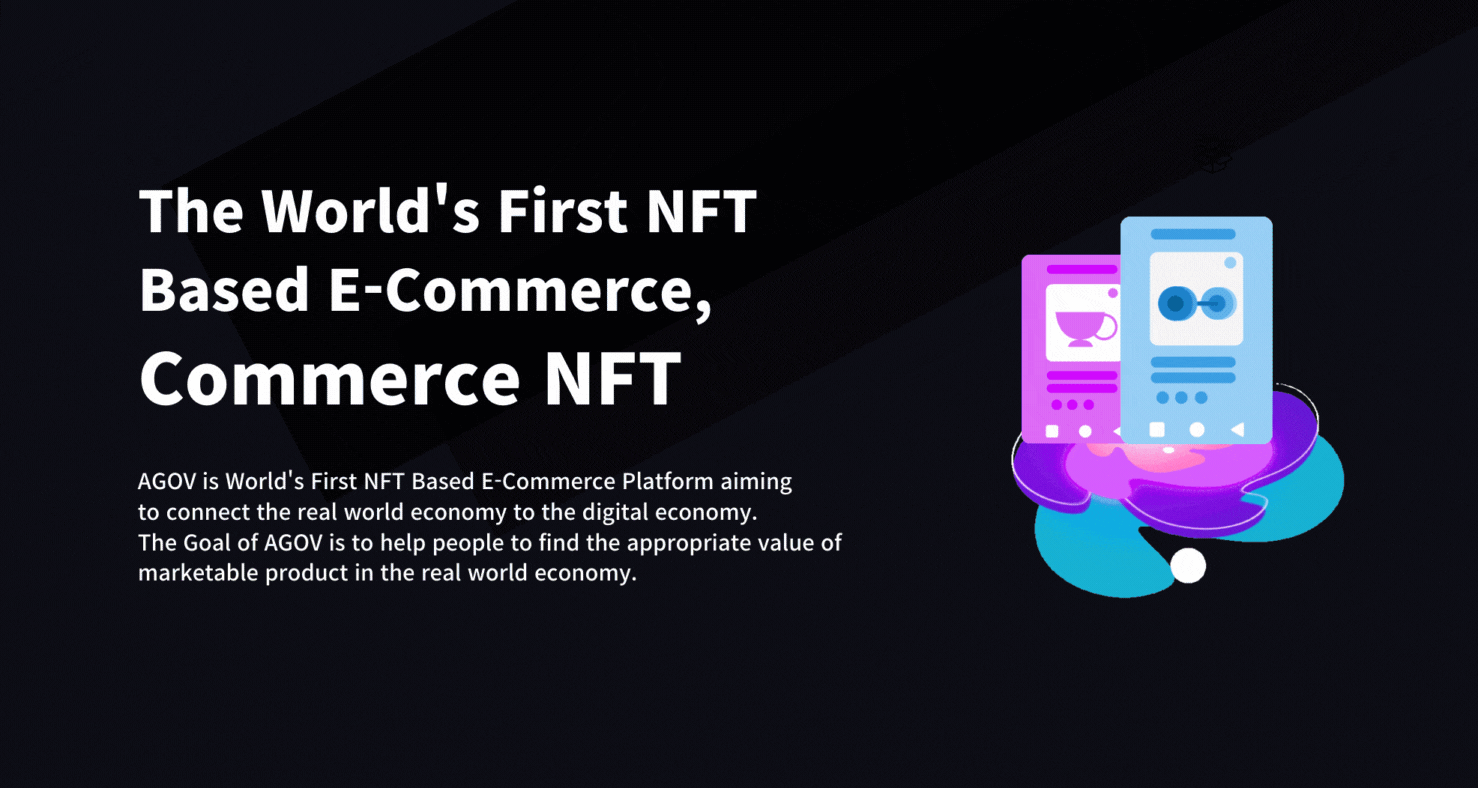 The World's First NFT
Based E-Commerce,
Commerce NFT
AGOV is World's First NFT Based E-Commerce Platform aiming
to connect the real world economy to the digital economy.
The Goal of AGOV is to help people to find the appropriate value of
marketable product in the real world economy.